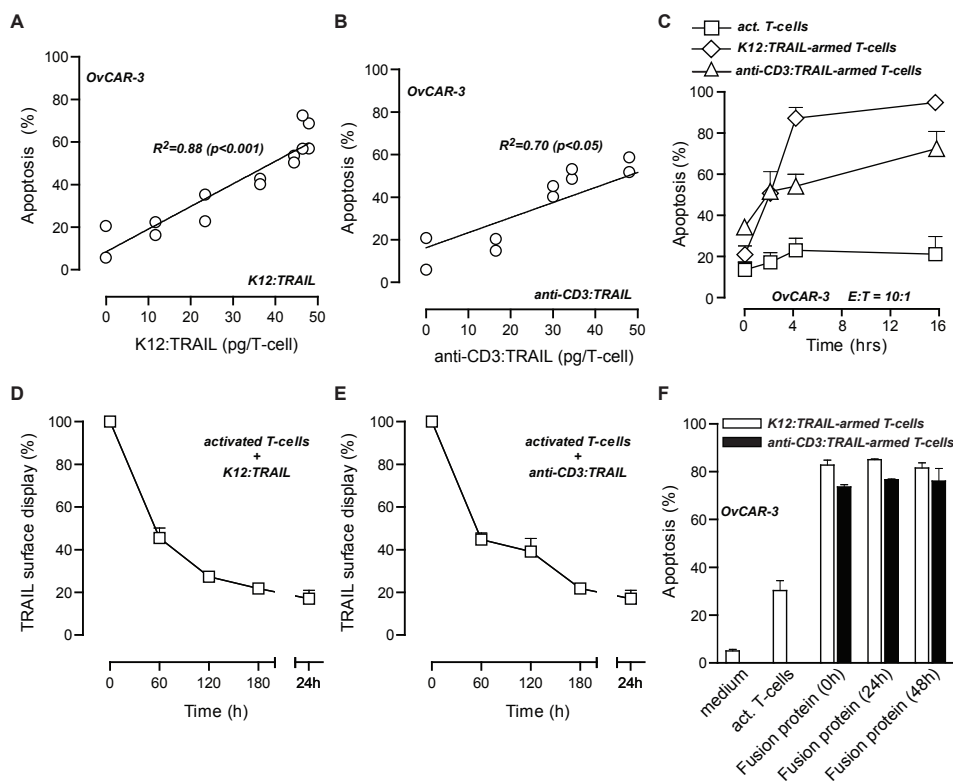 A
B
C
act. T-cells
K12:TRAIL-armed T-cells
anti-CD3:TRAIL-armed T-cells
OvCAR-3
R²=0.88 (p<0.001)
K12:TRAIL
Apoptosis (%)
100
80
60
40
20
0
0 10 20 30 40 50
K12:TRAIL (pg/T-cell)
OvCAR-3
R²=0.70 (p<0.05)
anti-CD3:TRAIL
Apoptosis (%)
100
80
60
40
20
0
0 10 20 30 40 50
anti-CD3:TRAIL (pg/T-cell)
Apoptosis (%)
100
80
60
40
20
0
OvCAR-3 E:T = 10:1
0 4 8 12 16
Time (hrs)
D
E
F
TRAIL surface display (%)
100
80
60
40
20
0
activated T-cells
+
K12:TRAIL
0 60 120 180 24h
Time (h)
TRAIL surface display (%)
100
80
60
40
20
0
activated T-cells
+
anti-CD3:TRAIL
0 60 120 180 24h
Time (h)
K12:TRAIL-armed T-cells
anti-CD3:TRAIL-armed T-cells
OvCAR-3
Apoptosis (%)
100
80
60
40
20
0
medium
act. T-cells
Fusion protein (0h)
Fusion protein (24h)
Fusion protein (48h)